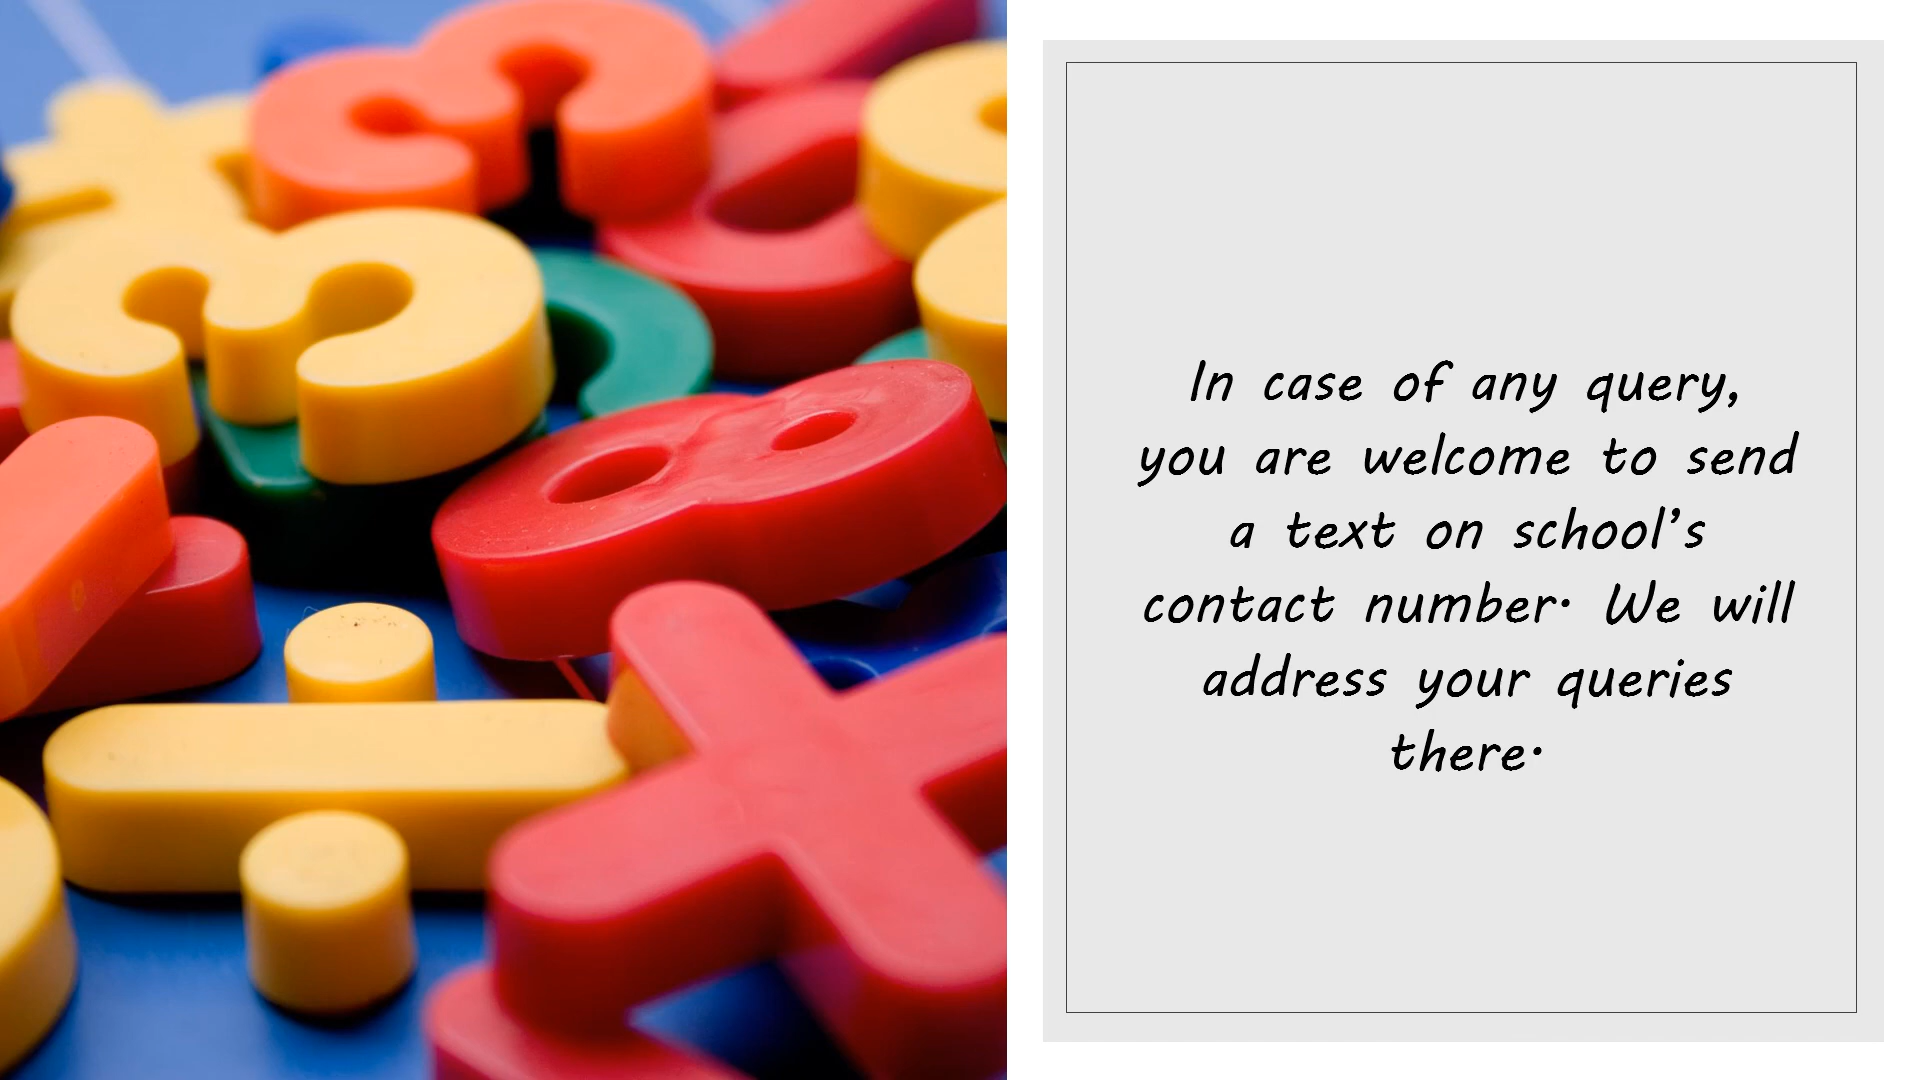 In case of any query,
you are welcome to send
a text on school’s
contact number. We will
address your queries
there.